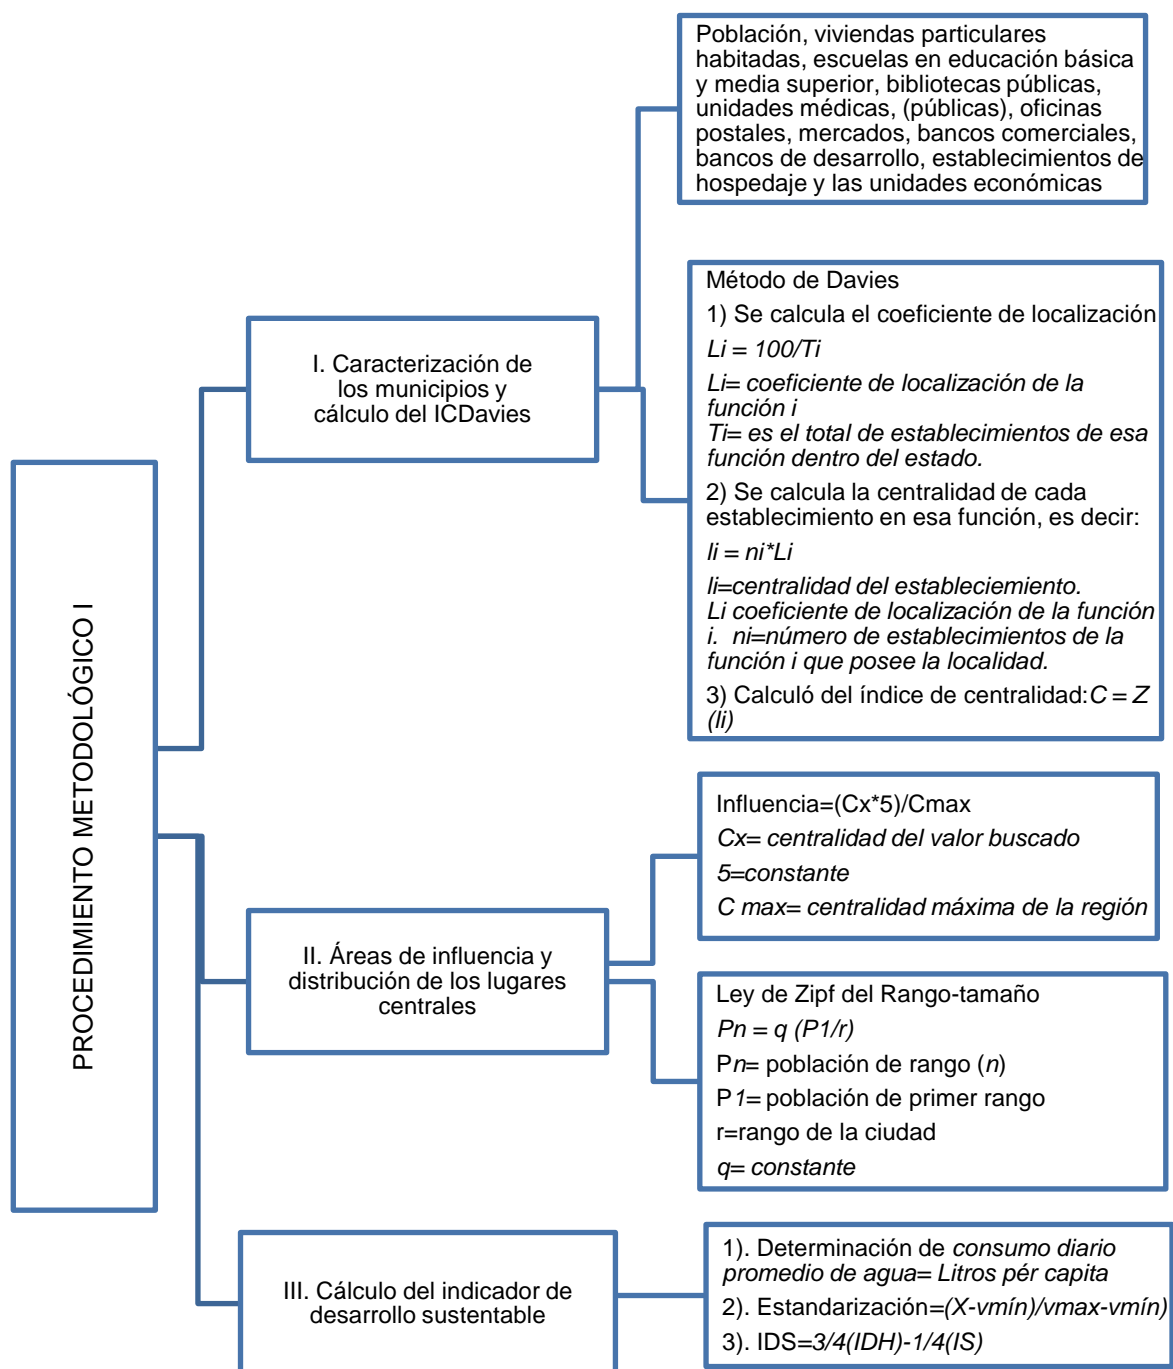 PROCEDIMIENTO METODOLÓGICO I
I. Caracterización de
los municipios y
cálculo del ICDavies
Población, viviendas particulares
habitadas, escuelas en educación básica
y media superior, bibliotecas públicas,
unidades médicas, (públicas), oficinas
postales, mercados, bancos comerciales,
bancos de desarrollo, establecimientos de
hospedaje y las unidades económicas
Método de Davies
1) Se calcula el coeficiente de localización
Li = 100/Ti
Li= coeficiente de localización de la
función i
Ti= es el total de establecimientos de esa
función dentro del estado.
2) Se calcula la centralidad de cada
establecimiento en esa función, es decir:
Ii = ni*Li
Ii=centralidad del estableciemiento.
Li coeficiente de localización de la función
i. ni=número de establecimientos de la
función i que posee la localidad.
3) Calculó del índice de centralidad:C = Z
(Ii)
II. Áreas de influencia y
distribución de los lugares
centrales
Influencia=(Cx*5)/Cmax
Cx= centralidad del valor buscado
5=constante
C max= centralidad máxima de la región
Ley de Zipf del Rango-tamaño
Pn = q (P1/r)
Pn= población de rango (n)
P1= población de primer rango
r=rango de la ciudad
q= constante
III. Cálculo del indicador de
desarrollo sustentable
1). Determinación de consumo diario
promedio de agua= Litros pér capita
2). Estandarización=(X-vmín)/vmax-vmín)
3). IDS=3/4(IDH)-1/4(IS)